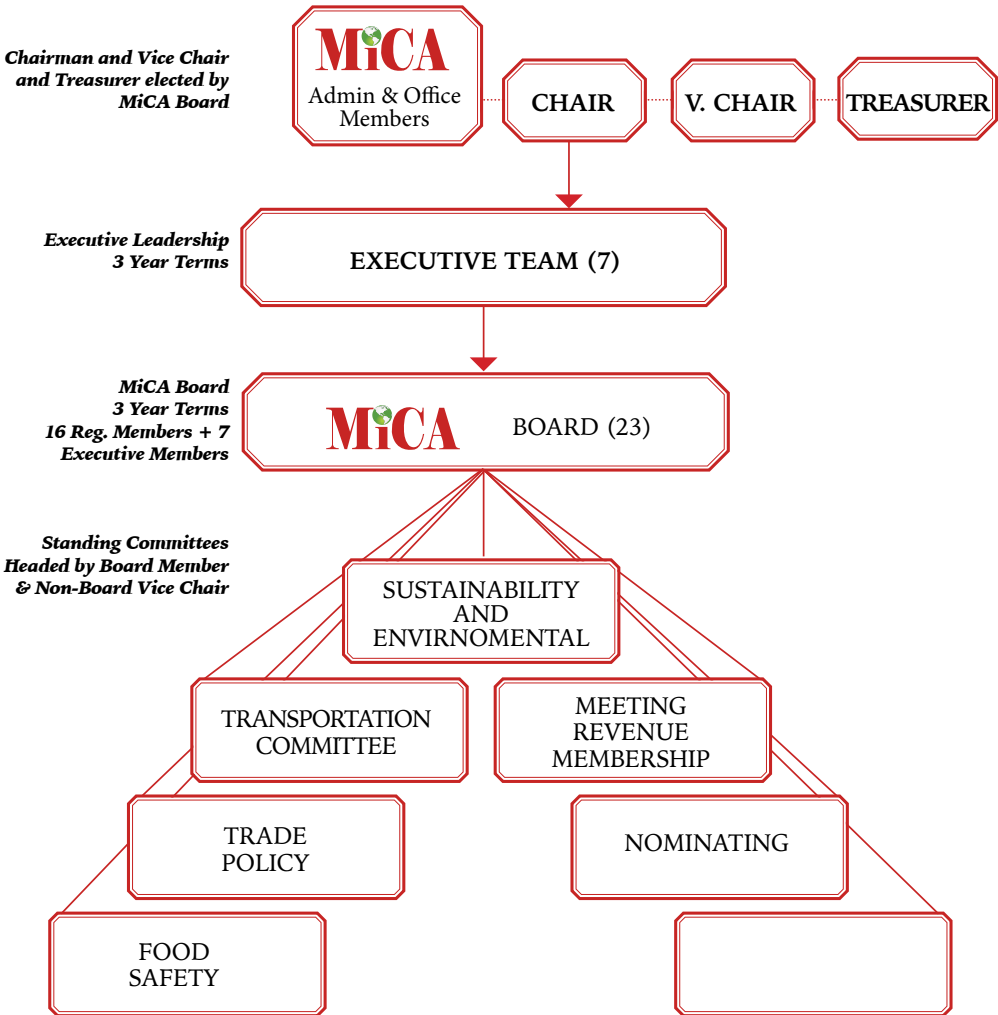 Chairman and Vice Chair
and Treasurer elected by
MiCA Board
MiCA
Admin & Office
Members
CHAIR
V. CHAIR
TREASURER
Executive Leadership
3 Year Terms
EXECUTIVE TEAM (7)
MiCA Board
3 Year Terms
16 Reg. Members + 7
Executive Members
MiCA
BOARD (23)
Standing Committees
Headed by Board Member
& Non-Board Vice Chair
SUSTAINABILITY
AND
ENVIRNOMENTAL
TRANSPORTATION
COMMITTEE
MEETING
REVENUE
MEMBERSHIP
TRADE
POLICY
NOMINATING
FOOD
SAFETY